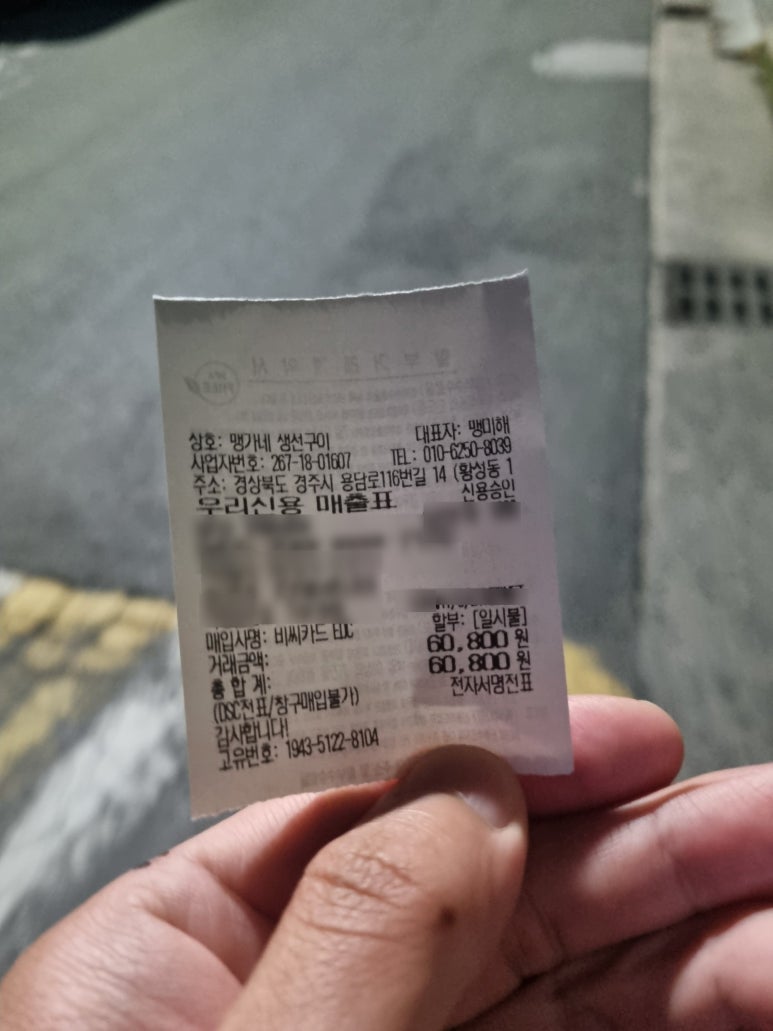 상호: 맹가네 생선구이 대표자: 맹미해
사업자번호: 267-18-01607 TEL: 010-6250-8039
주소: 경상북도 경주시 용담로116번길 14 (황성동 1
신용승인
우리신용 매출표
할부: [일시불]
매입사명: 비씨카드 EDC
거래금액: 60,800 원
총 합 계: 60,800 원
전자서명전표
(DSC전표/창구매입불가)
감사합니다!
고유번호: 1943-5122-8104